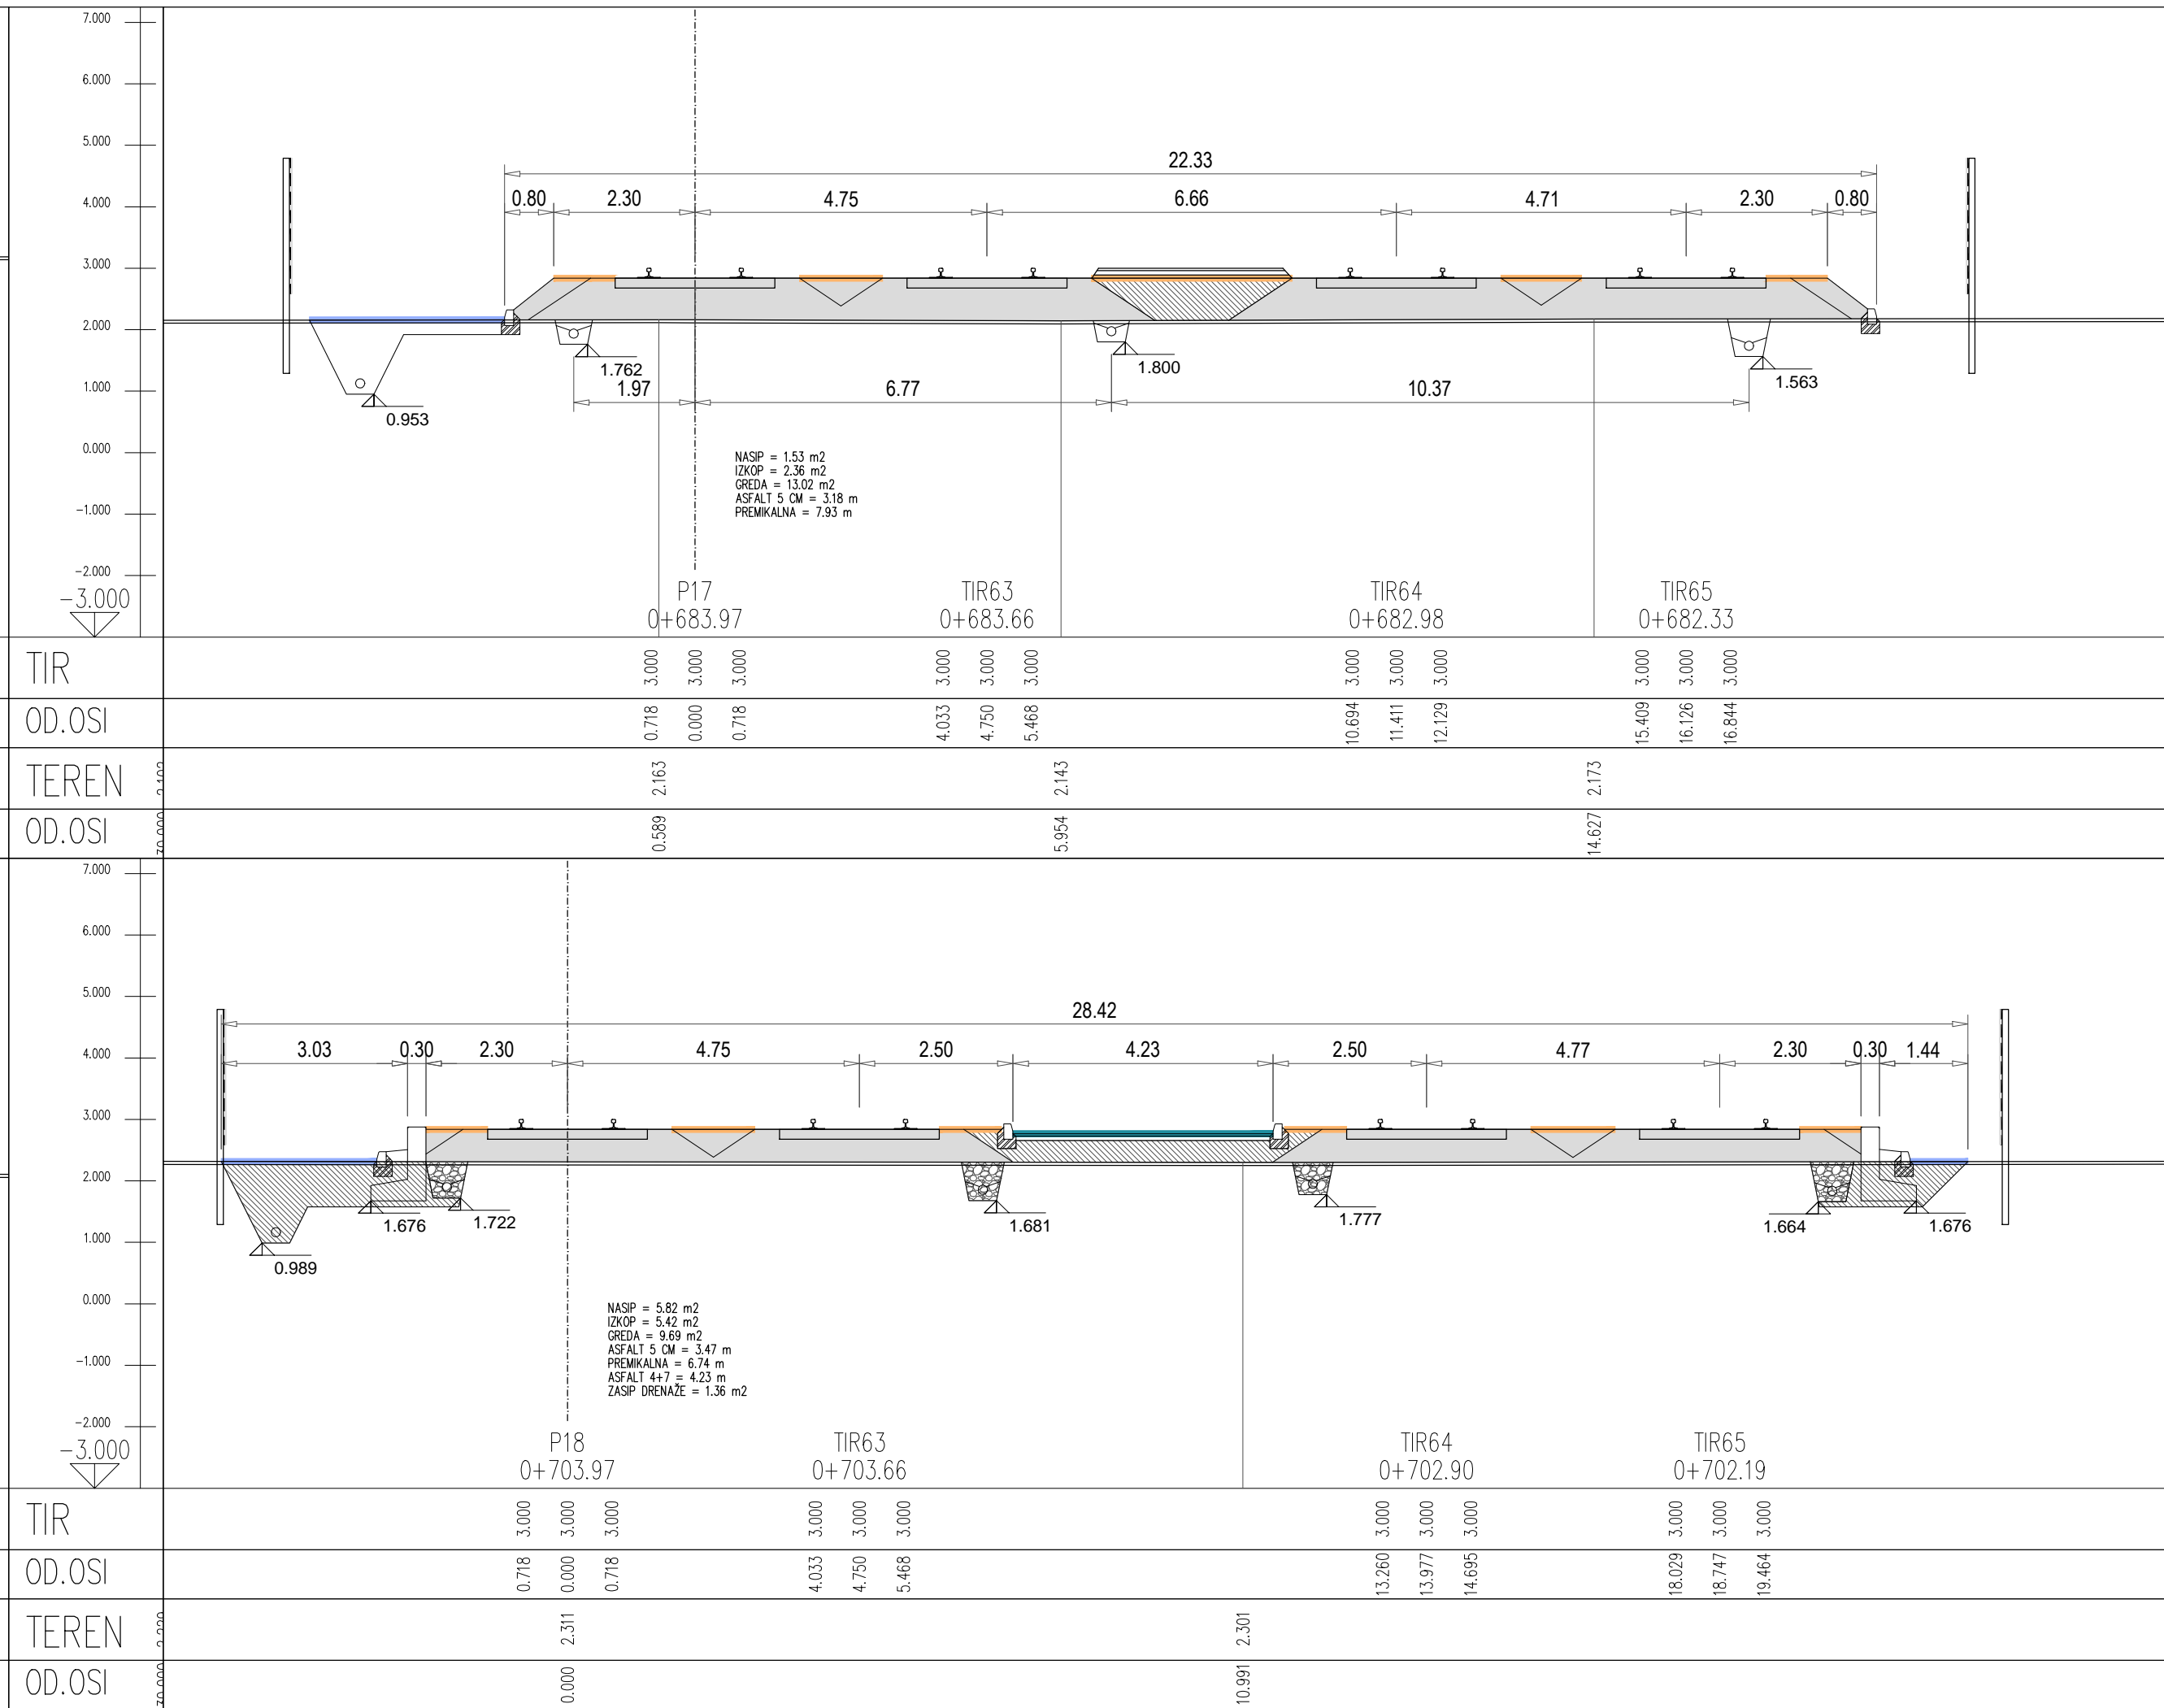 7.000
6.000
5.000
4.000
3.000
2.000
1.000
0.000
-1.000
-2.000
-3.000
22.33
0.80 2.30 4.75 6.66 4.71 2.30 0.80
1.762 1.800 1.563
1.97 6.77 10.37
0.953
NASIP = 1.53 m2
IZKOP = 2.36 m2
GREDA = 13.02 m2
ASFALT 5 CM = 3.18 m
PREMIKALNA = 7.93 m
P17 TIR63 TIR64 TIR65
0+683.97 0+683.66 0+682.98 0+682.33
TIR 3.000 3.000 3.000 3.000 3.000 3.000 3.000 3.000 3.000 3.000 3.000 3.000
OD.OSI 0.718 0.000 0.718 4.033 4.750 5.468 10.694 11.411 12.129 15.409 16.126 16.844
TEREN 2.163 2.143 2.173
OD.OSI 0.589 5.954 14.627
7.000
6.000
5.000
4.000
3.000
2.000
1.000
0.000
-1.000
-2.000
-3.000
28.42
3.03 0.30 2.30 4.75 2.50 4.23 2.50 4.77 2.30 0.30 1.44
1.676 1.722 1.681 1.777 1.664 1.676
0.989
NASIP = 5.82 m2
IZKOP = 5.42 m2
GREDA = 9.69 m2
ASFALT 5 CM = 3.47 m
PREMIKALNA = 6.74 m
ASFALT 4+7 = 4.23 m
ZASIP DRENAŽE = 1.36 m2
P18 TIR63 TIR64 TIR65
0+703.97 0+703.66 0+702.90 0+702.19
TIR 3.000 3.000 3.000 3.000 3.000 3.000 3.000 3.000 3.000 3.000 3.000 3.000
OD.OSI 0.718 0.000 0.718 4.033 4.750 5.468 13.260 13.977 14.695 18.029 18.747 19.464
TEREN 2.311 2.301
OD.OSI 0.000 10.991